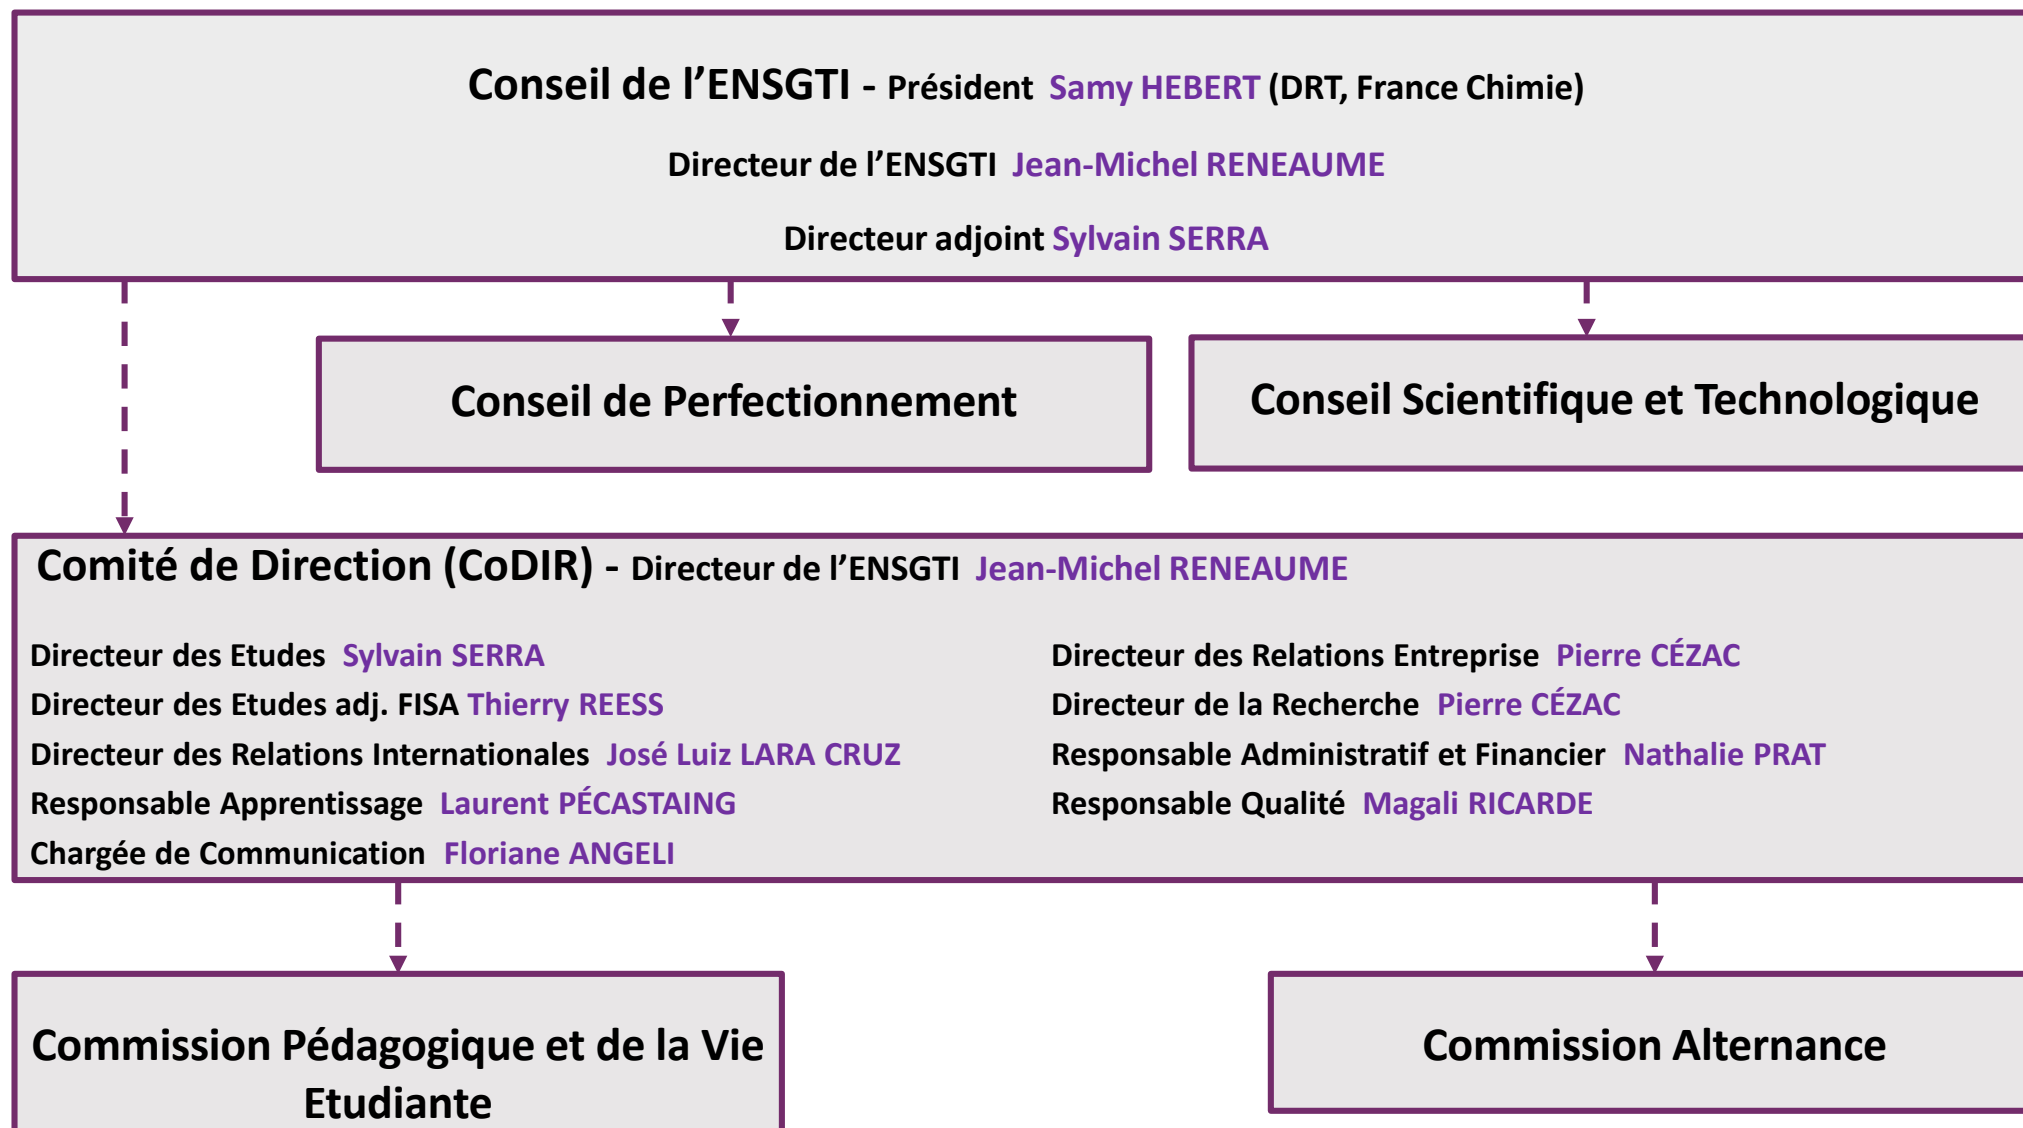 Conseil de l’ENSGTI - Président Samy HEBERT (DRT, France Chimie)
Directeur de l’ENSGTI Jean-Michel RENEAUME
Directeur adjoint Sylvain SERRA
Conseil de Perfectionnement
Conseil Scientifique et Technologique
Comité de Direction (CoDIR) - Directeur de l’ENSGTI Jean-Michel RENEAUME
Directeur des Etudes Sylvain SERRA
Directeur des Etudes adj. FISA Thierry REESS
Directeur des Relations Internationales José Luiz LARA CRUZ
Responsable Apprentissage Laurent PÉCASTAING
Chargée de Communication Floriane ANGELI
Directeur des Relations Entreprise Pierre CÉZAC
Directeur de la Recherche Pierre CÉZAC
Responsable Administratif et Financier Nathalie PRAT
Responsable Qualité Magali RICARDE
Commission Pédagogique et de la Vie
Etudiante
Commission Alternance